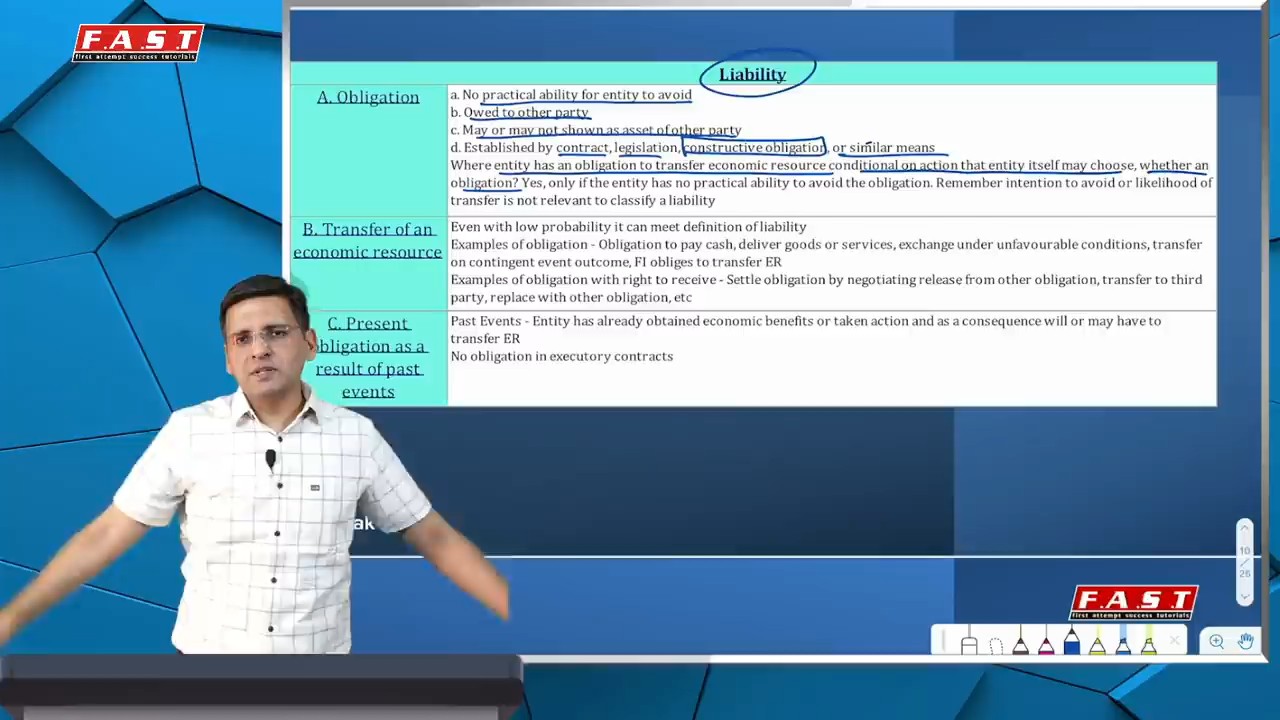 F.A.S.T
first attempt success tutorials
Liability
A. Obligation
a. No practical ability for entity to avoid
b. Owed to other party
c. May or may not shown as asset of other party
d. Established by contract, legislation, constructive obligation, or similar means
Where entity has an obligation to transfer economic resource conditional on action that entity itself may choose, whether an
obligation? Yes, only if the entity has no practical ability to avoid the obligation. Remember intention to avoid or likelihood of
transfer is not relevant to classify a liability
B. Transfer of an
economic resource
Even with low probability it can meet definition of liability
Examples of obligation - Obligation to pay cash, deliver goods or services, exchange under unfavourable conditions, transfer
on contingent event outcome, FI obliges to transfer ER
Examples of obligation with right to receive - Settle obligation by negotiating release from other obligation, transfer to third
party, replace with other obligation, etc
C. Present
obligation as a
result of past
events
Past Events - Entity has already obtained economic benefits or taken action and as a consequence will or may have to
transfer ER
No obligation in executory contracts
ak
10
25
F.A.S.T
first attempt success tutorials